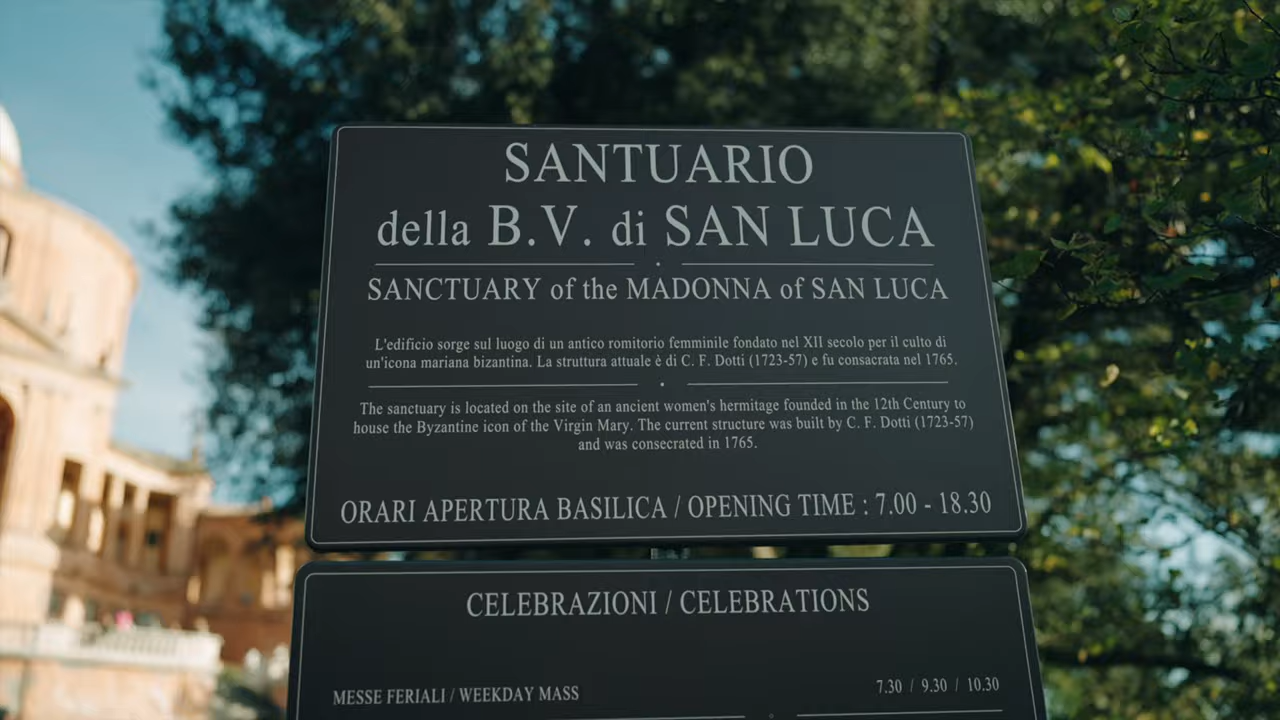 SANTUARIO
della B.V. di SAN LUCA
SANCTUARY of the MADONNA of SAN LUCA
L'edificio sorge sul luogo di un antico romitorio femminile fondato nel XII secolo per il culto di
un'icona mariana bizantina. La struttura attuale è di C. F. Dotti (1723-57) e fu consacrata nel 1765.
The sanctuary is located on the site of an ancient women's hermitage founded in the 12th Century to
house the Byzantine icon of the Virgin Mary. The current structure was built by C. F. Dotti (1723-57)
and was consecrated in 1765.
ORARI APERTURA BASILICA / OPENING TIME : 7.00 - 18.30
CELEBRAZIONI / CELEBRATIONS
MESSE FERIALI / WEEKDAY MASS 7.30 / 9.30 / 10.30